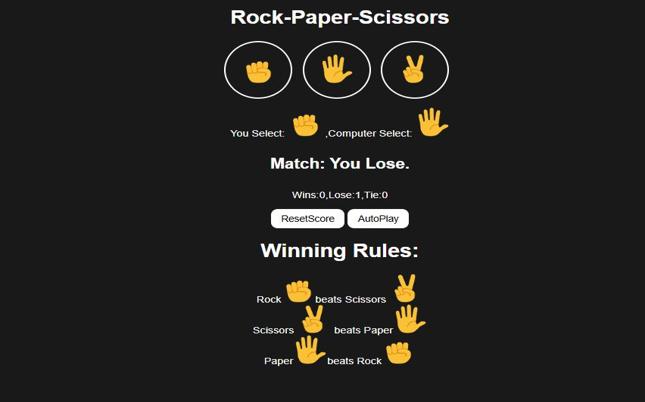 Rock-Paper-Scissors
You Select: ,Computer Select:
Match: You Lose.
Wins:0,Lose:1,Tie:0
ResetScore AutoPlay
Winning Rules:
Rock beats Scissors
Scissors beats Paper
Paper beats Rock